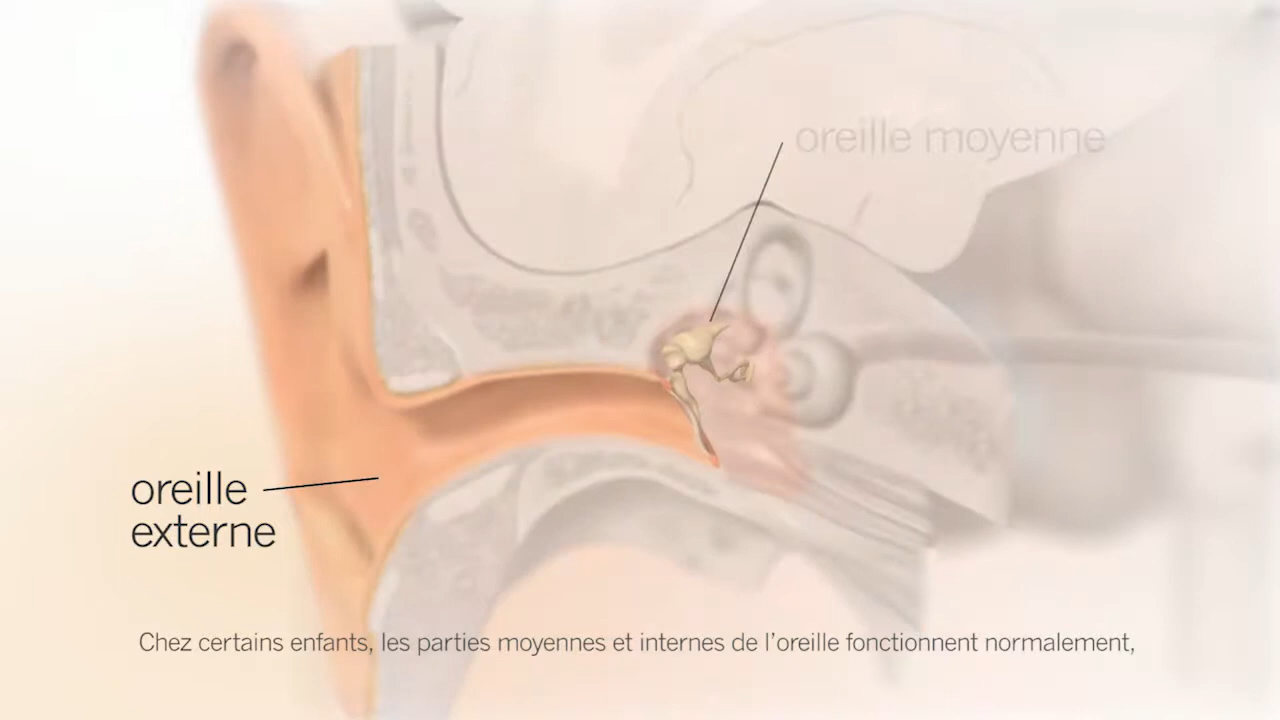 oreille moyenne
oreille
externe
Chez certains enfants, les parties moyennes et internes de l'oreille fonctionnent normalement,